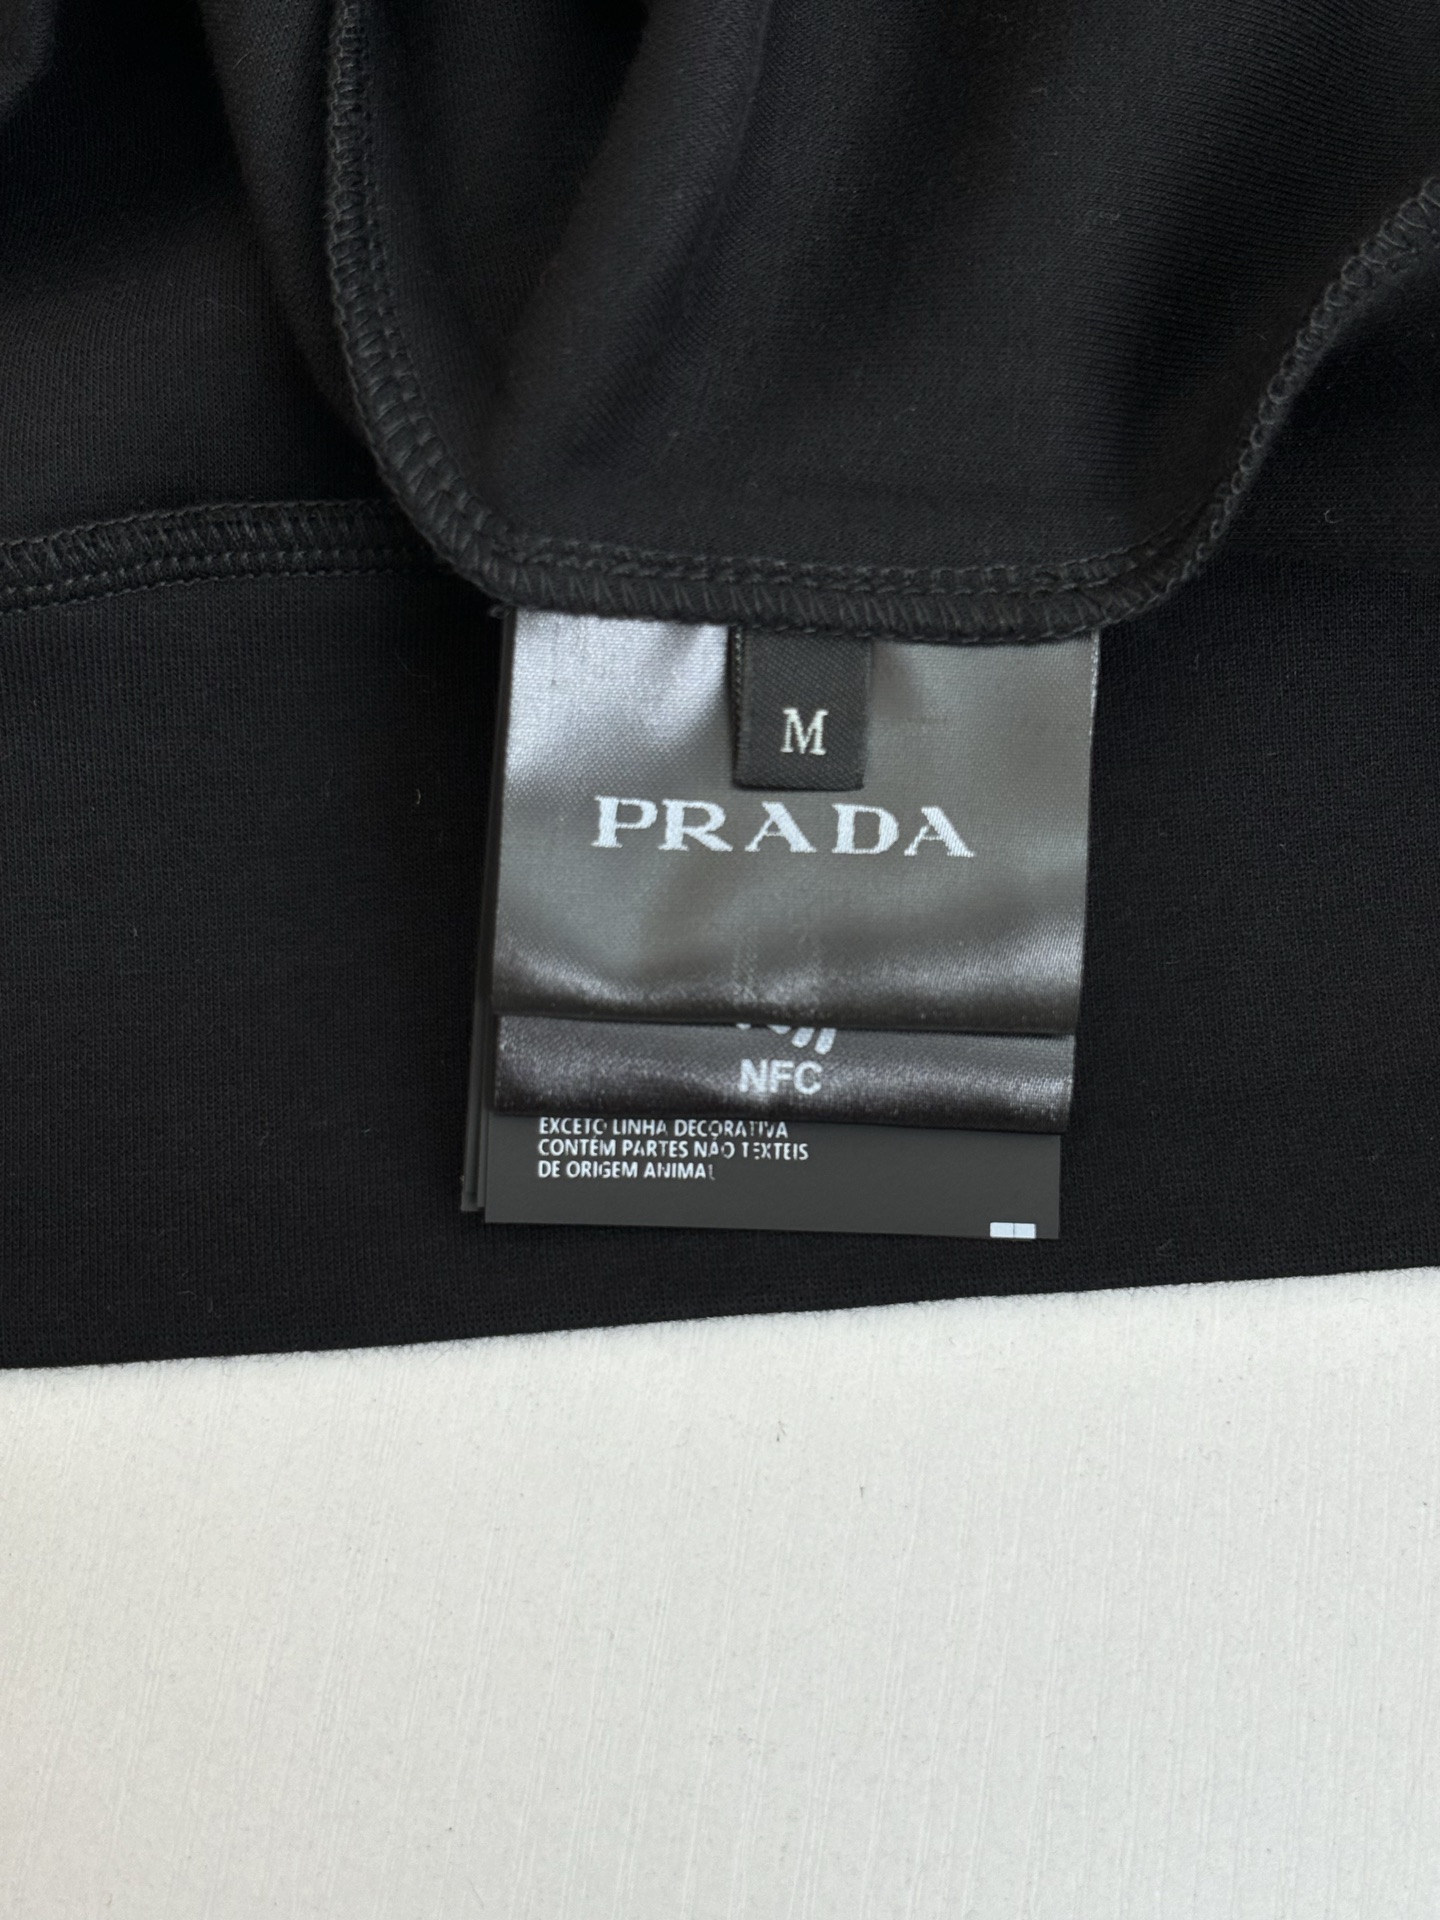 M
PRADA
NFC
EXCETO LINHA DECORATIVA
CONTÉM PARTES NÃO TEXTEIS
DE ORIGEM ANIMAL